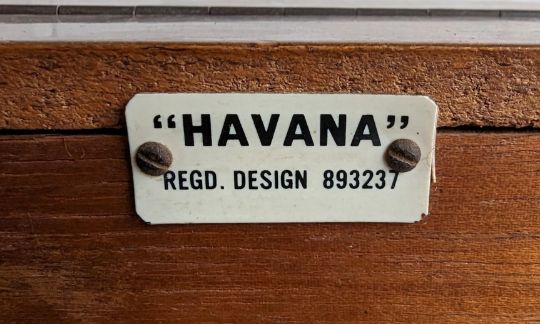 “HAVANA”
REGD. DESIGN 893237